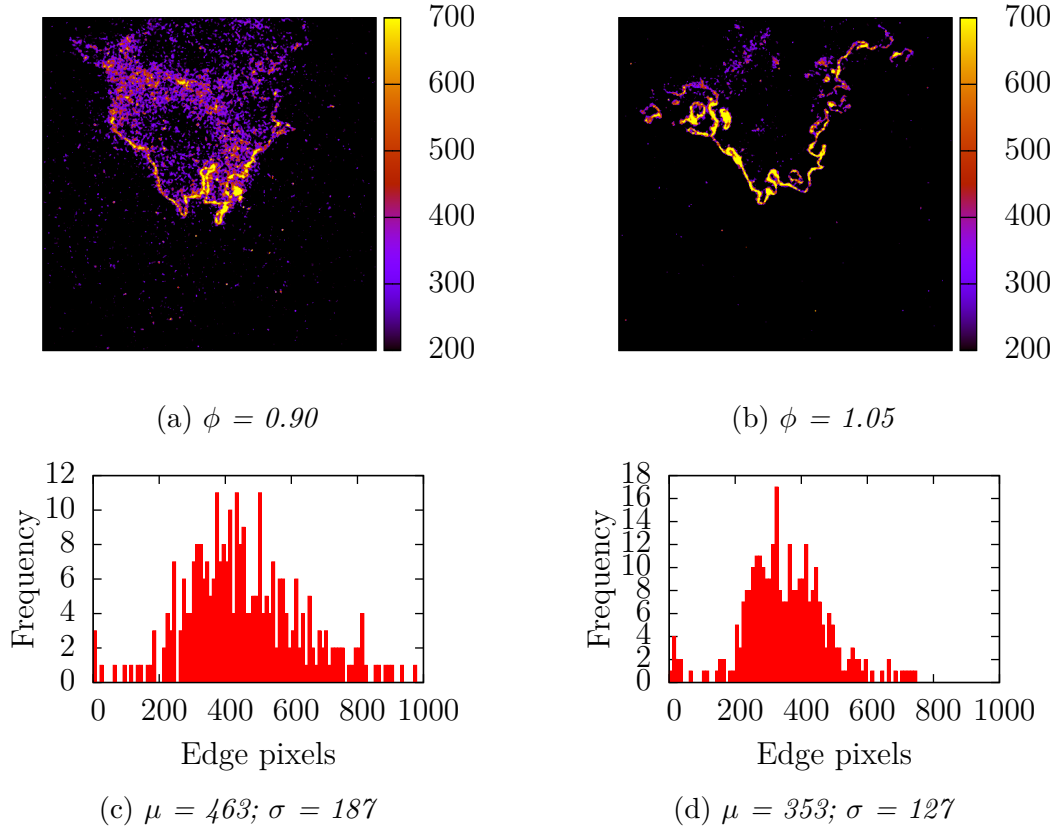 700
600
500
400
300
200
700
600
500
400
300
200
(a) ϕ = 0.90
(b) ϕ = 1.05
12
10
8
6
4
2
0
Frequency
0 200 400 600 800 1000
Edge pixels
18
16
14
12
10
8
6
4
2
0
Frequency
0 200 400 600 800 1000
Edge pixels
(c) μ = 463; σ = 187
(d) μ = 353; σ = 127